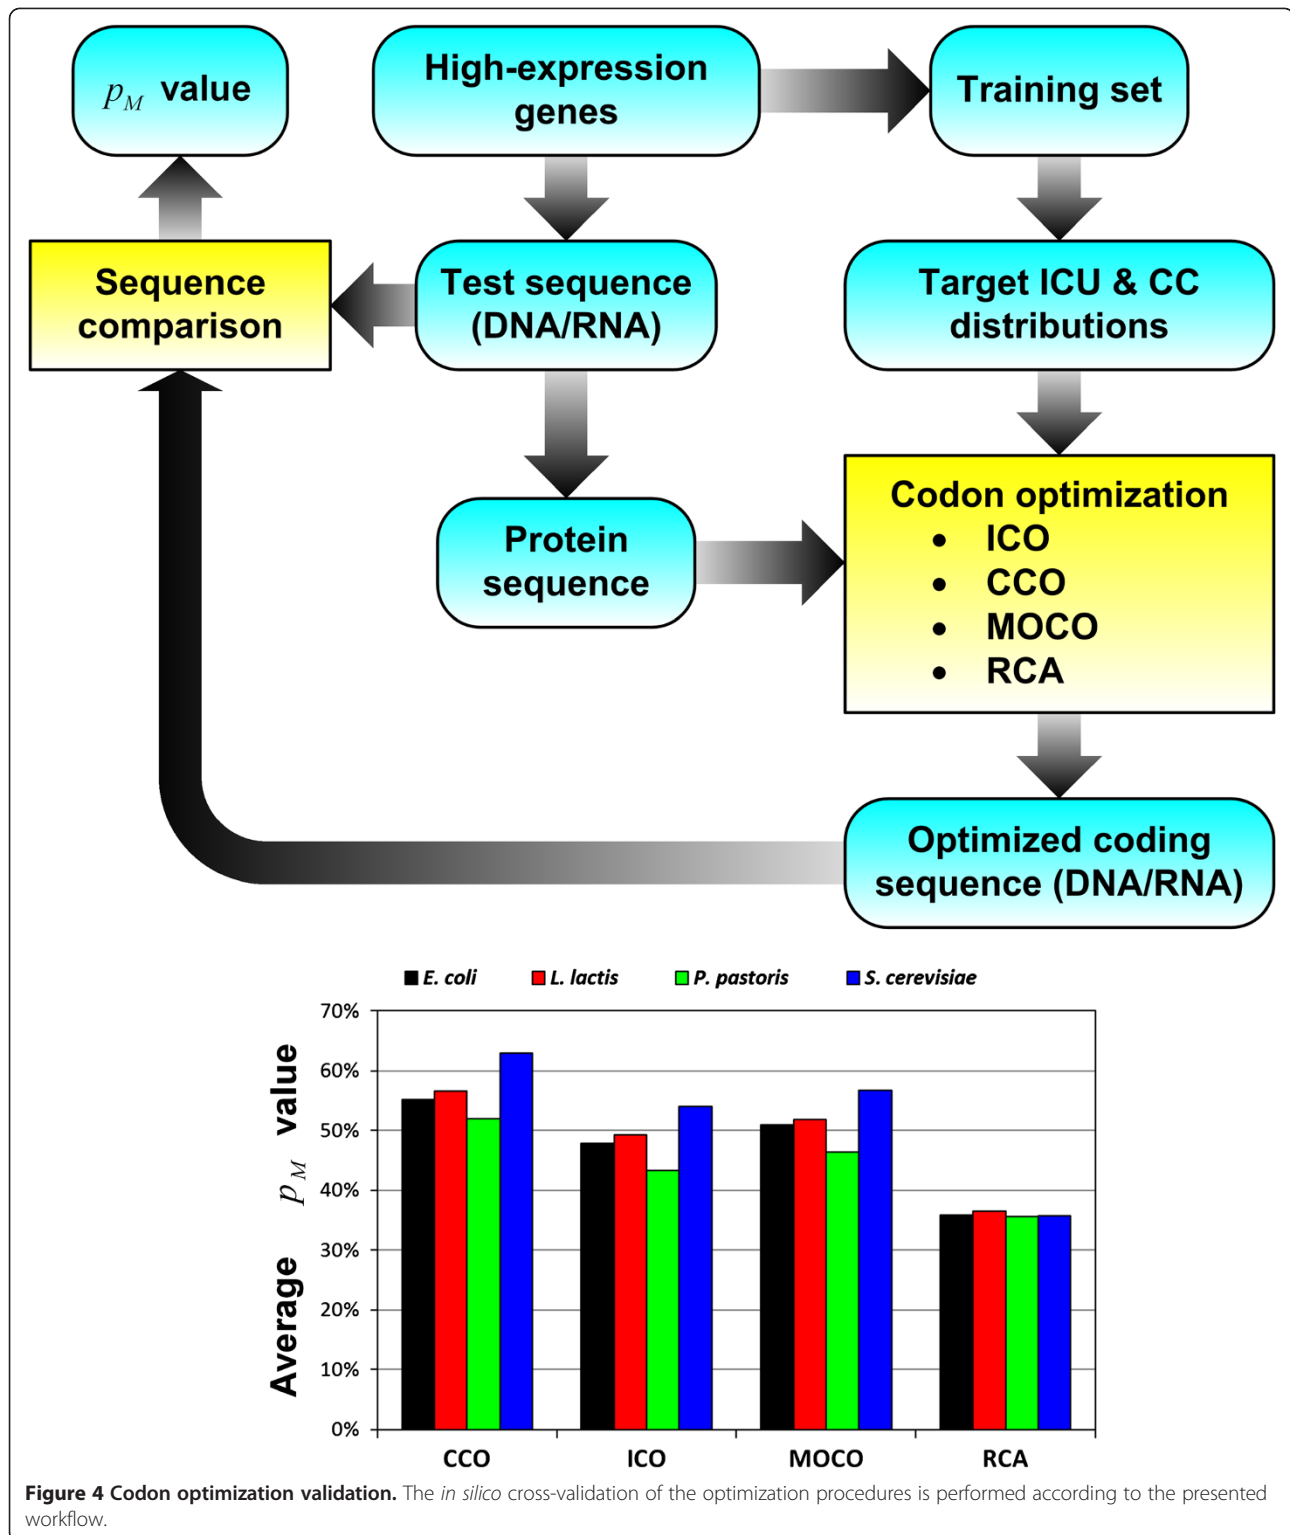 p_M value
High-expression
genes
Training set
Sequence
comparison
Test sequence
(DNA/RNA)
Target ICU & CC
distributions
Protein
sequence
Codon optimization
• ICO
• CCO
• MOCO
• RCA
Optimized coding
sequence (DNA/RNA)
E. coli L. lactis P. pastoris S. cerevisiae
Average p_M value
70%
60%
50%
40%
30%
20%
10%
0%
CCO ICO MOCO RCA
Figure 4 Codon optimization validation. The in silico cross-validation of the optimization procedures is performed according to the presented
workflow.